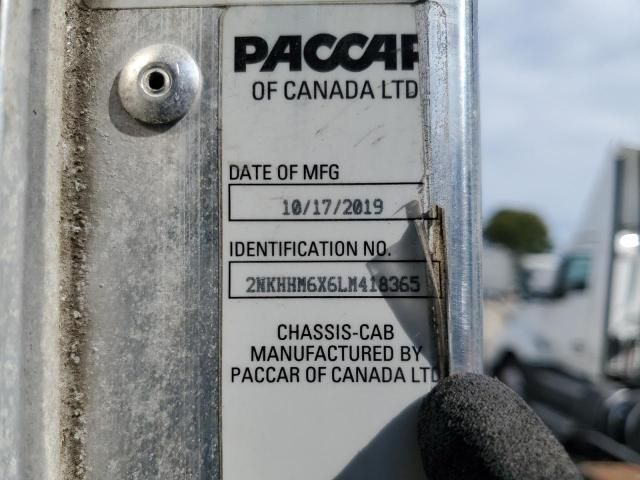 PACCAR
OF CANADA LTD
DATE OF MFG
10/17/2019
IDENTIFICATION NO.
2NKHHM6X6LM418365
CHASSIS-CAB
MANUFACTURED BY
PACCAR OF CANADA LTD